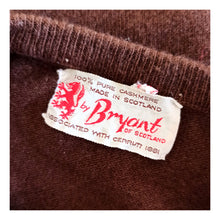 100% PURE CASHMERE
MADE IN SCOTLAND
by Bryant
OF SCOTLAND
ASSOCIATED WITH CERRUTI 1881